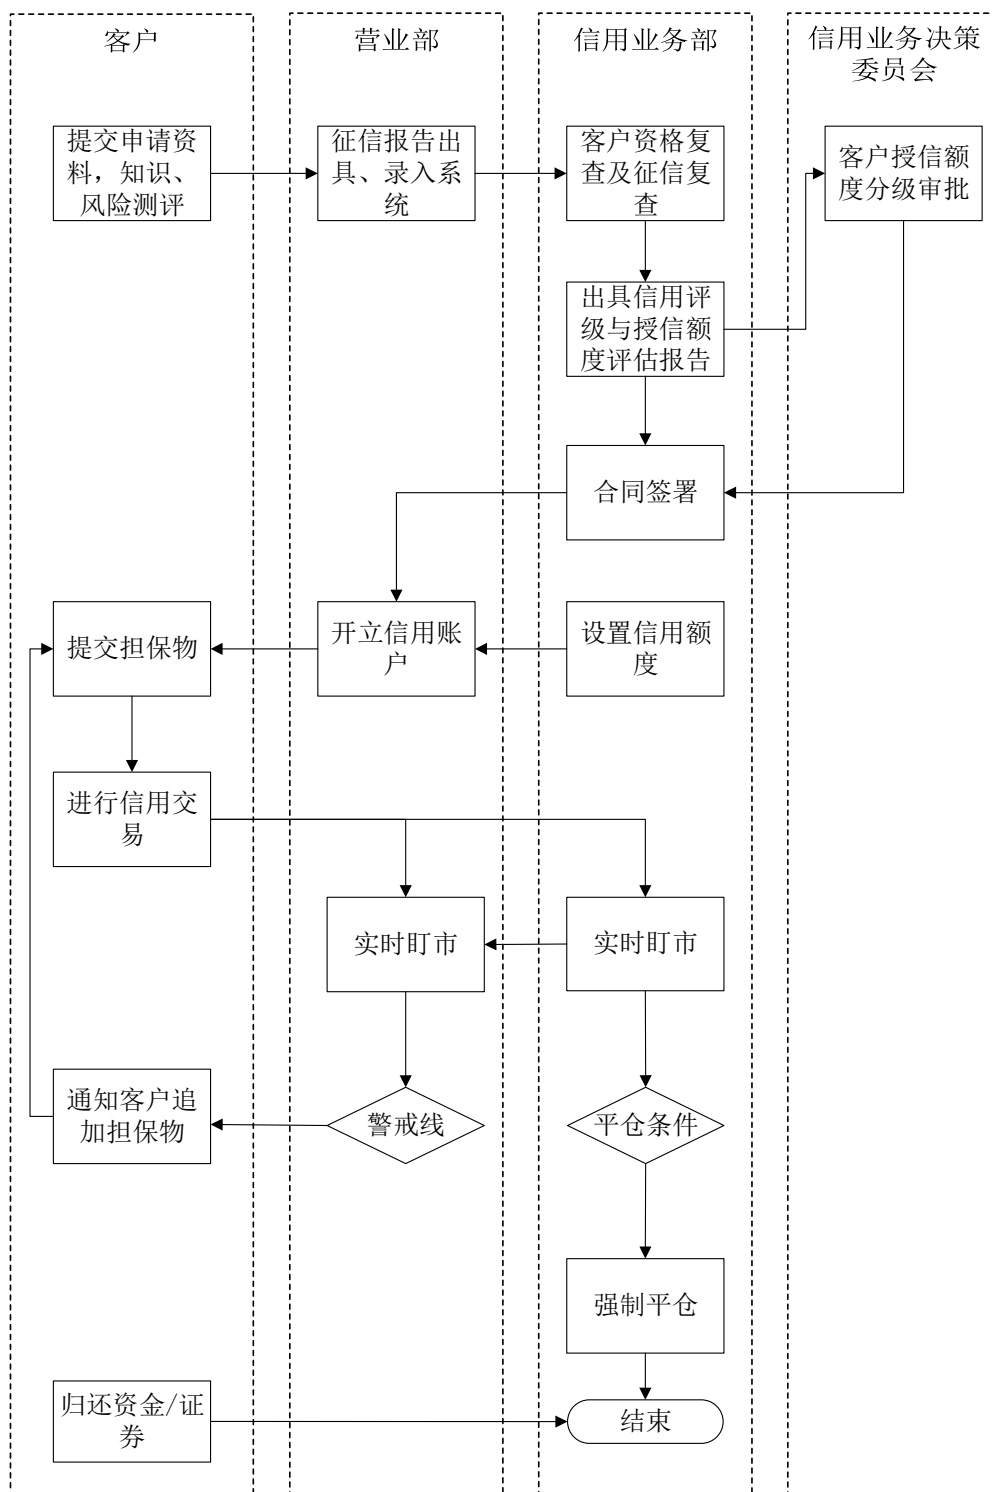 客户
营业部
信用业务部
信用业务决策
委员会
提交申请资
料，知识、
风险测评
征信报告出
具、录入系
统
客户资格复
查及征信复
查
客户授信额
度分级审批
出具信用评
级与授信额
度评估报告
合同签署
提交担保物
开立信用账
户
设置信用额
度
进行信用交
易
实时盯市
实时盯市
通知客户追
加担保物
警戒线
平仓条件
强制平仓
归还资金/证
券
结束